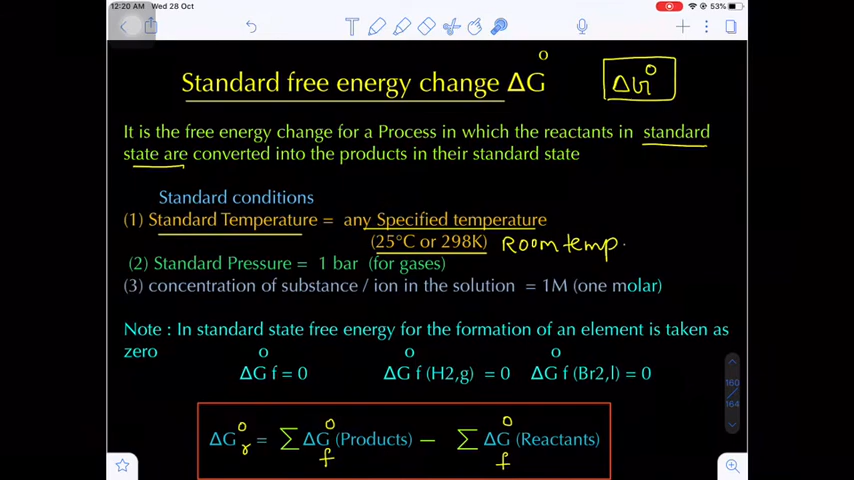 12:20 AM Wed 28 Oct
53%
Standard free energy change ΔG°
ΔG°
It is the free energy change for a Process in which the reactants in standard
state are converted into the products in their standard state
Standard conditions
(1) Standard Temperature = any Specified temperature
(25°C or 298K) Room temp.
(2) Standard Pressure = 1 bar (for gases)
(3) concentration of substance / ion in the solution = 1M (one molar)
Note : In standard state free energy for the formation of an element is taken as
zero
o o o
ΔG f = 0 ΔG f (H2,g) = 0 ΔG f (Br2,l) = 0
160
164
ΔG°r = Σ ΔG°f (Products) – Σ ΔG°f (Reactants)